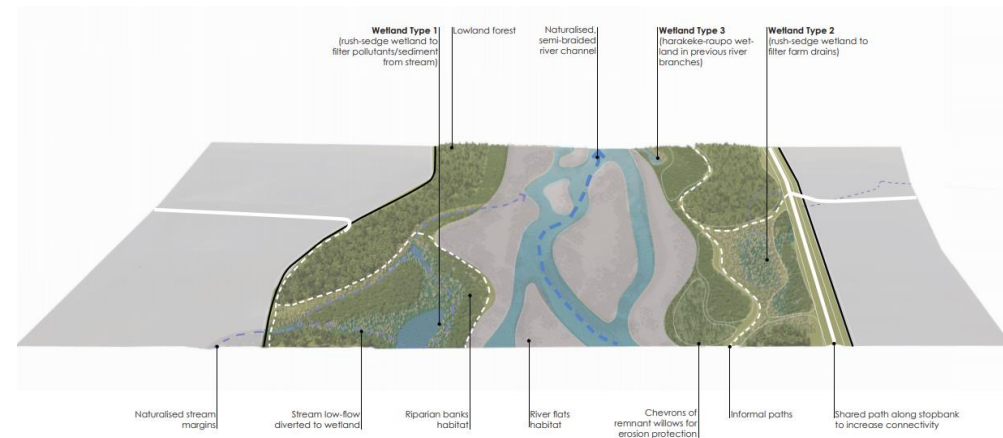 Wetland Type 1
(rush-sedge wetland to
filter pollutants/sediment
from stream)
Lowland forest
Naturalised,
semi-braided
river channel
Wetland Type 3
(harakeke-raupo wet-
land in previous river
branches)
Wetland Type 2
(rush-sedge wetland to
filter farm drains)
Naturalised stream
margins
Stream low-flow
diverted to wetland
Riparian banks
habitat
River flats
habitat
Chevrons of
remnant willows for
erosion protection
Informal paths
Shared path along stopbank
to increase connectivity